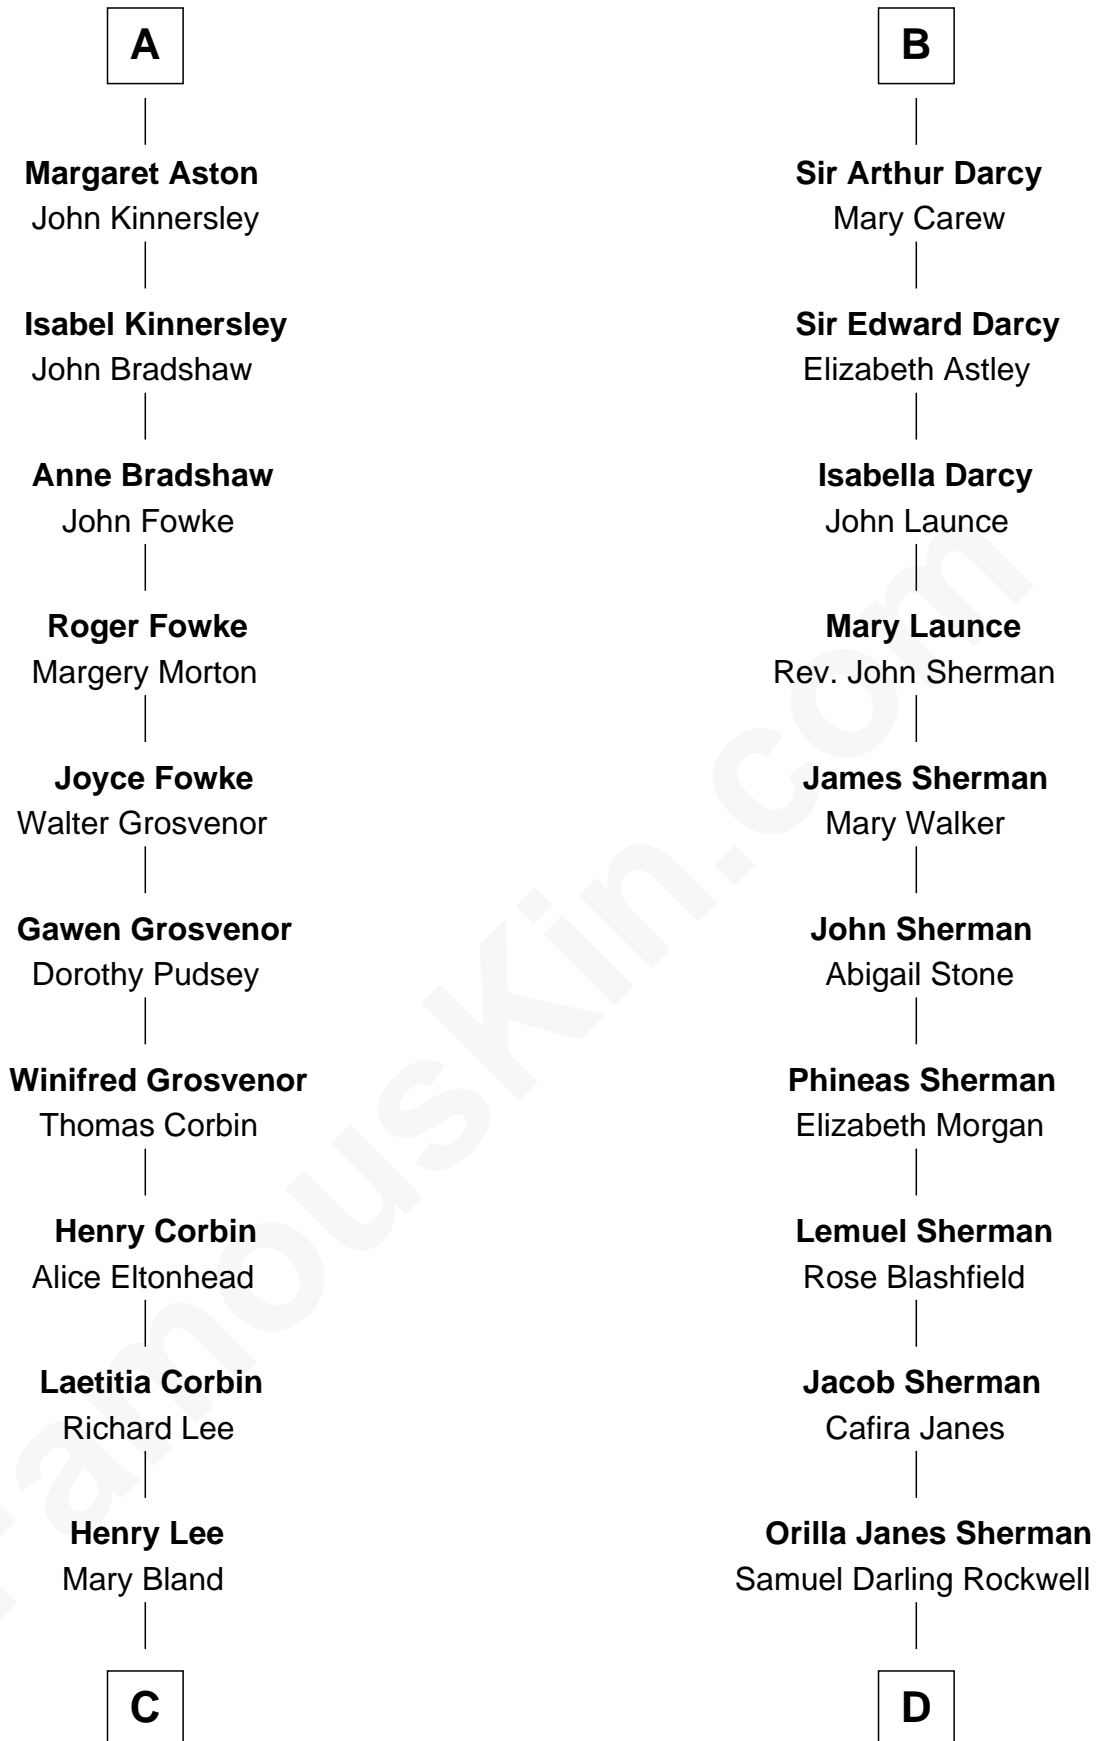 A
Margaret Aston
John Kinnersley
Isabel Kinnersley
John Bradshaw
Anne Bradshaw
John Fowke
Roger Fowke
Margery Morton
Joyce Fowke
Walter Grosvenor
Gawen Grosvenor
Dorothy Pudsey
Winifred Grosvenor
Thomas Corbin
Henry Corbin
Alice Eltonhead
Laetitia Corbin
Richard Lee
Henry Lee
Mary Bland
C
B
Sir Arthur Darcy
Mary Carew
Sir Edward Darcy
Elizabeth Astley
Isabella Darcy
John Launce
Mary Launce
Rev. John Sherman
James Sherman
Mary Walker
John Sherman
Abigail Stone
Phineas Sherman
Elizabeth Morgan
Lemuel Sherman
Rose Blashfield
Jacob Sherman
Cafira Janes
Orilla Janes Sherman
Samuel Darling Rockwell
D
FamousKin.com